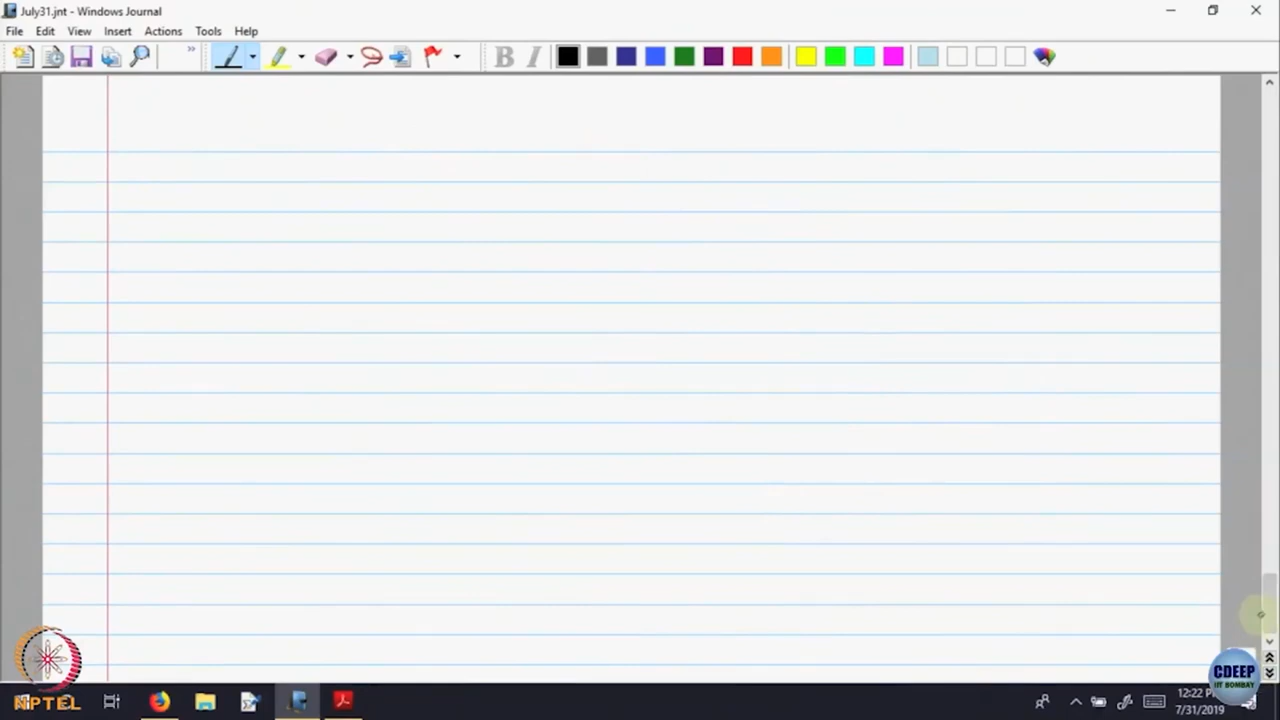 July31.jnt - Windows Journal
File Edit View Insert Actions Tools Help
» B I
CDEEP
IIT BOMBAY
NPTEL
12:22
7/31/2019